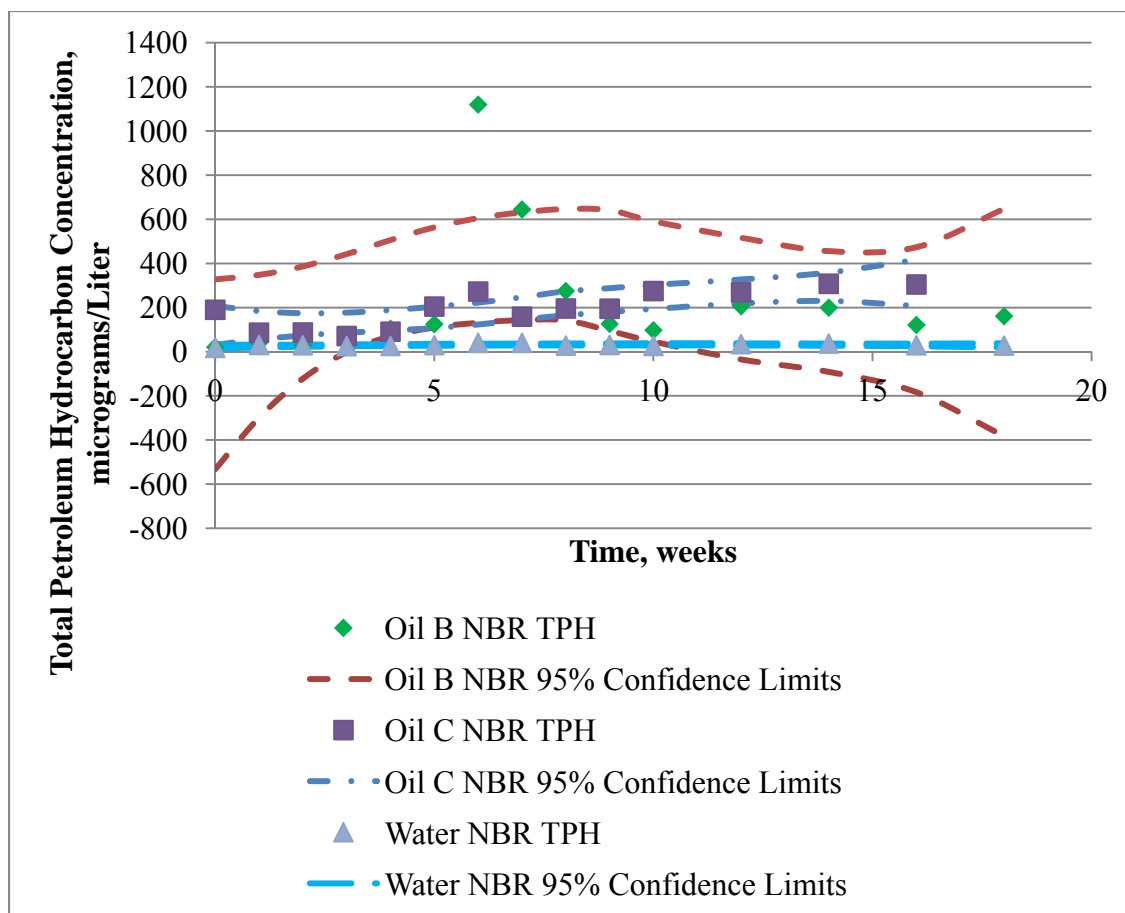 Total Petroleum Hydrocarbon Concentration,
micrograms/Liter
1400
1200
1000
800
600
400
200
0
-200
-400
-600
-800
0
5
10
15
20
Time, weeks
Oil B NBR TPH
Oil B NBR 95% Confidence Limits
Oil C NBR TPH
Oil C NBR 95% Confidence Limits
Water NBR TPH
Water NBR 95% Confidence Limits